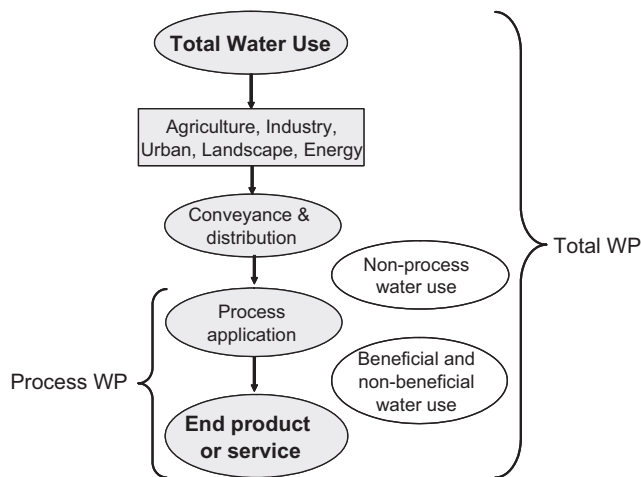 Total Water Use
Agriculture, Industry,
Urban, Landscape, Energy
Conveyance &
distribution
Total WP
Non-process
water use
Process
application
Beneficial and
non-beneficial
water use
Process WP
End product
or service